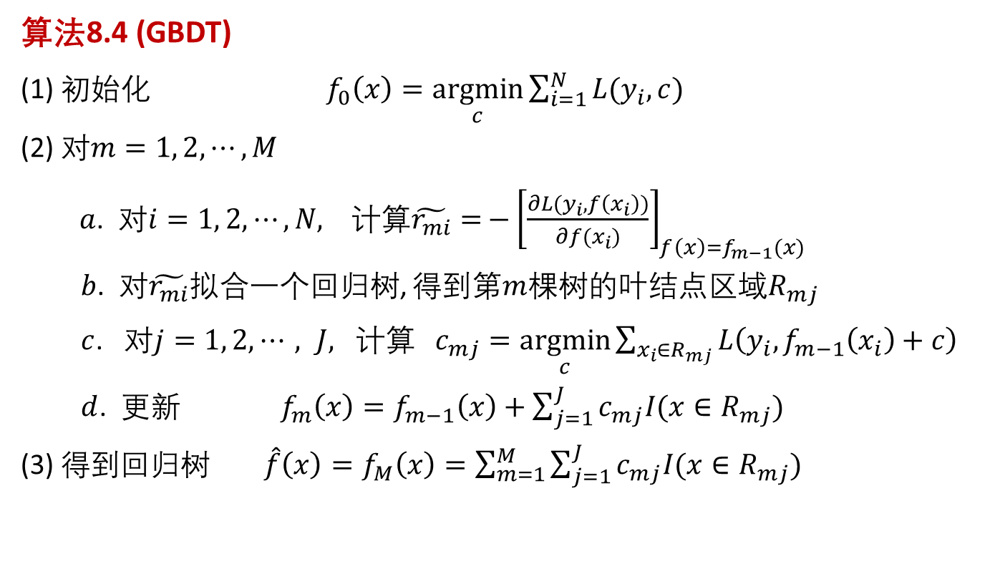 算法8.4 (GBDT)
(1) 初始化 $f_0(x) = \underset{c}{\operatorname{argmin}} \sum_{i=1}^{N} L(y_i, c)$
(2) 对$m = 1, 2, \cdots, M$
$a.$ 对$i = 1, 2, \cdots, N,$ 计算$\widetilde{r_{mi}} = -\left[\frac{\partial L(y_i, f(x_i))}{\partial f(x_i)}\right]_{f(x)=f_{m-1}(x)}$
$b.$ 对$\widetilde{r_{mi}}$拟合一个回归树, 得到第$m$棵树的叶结点区域$R_{mj}$
$c.$ 对$j = 1, 2, \cdots, J,$ 计算 $c_{mj} = \underset{c}{\operatorname{argmin}} \sum_{x_i \in R_{mj}} L(y_i, f_{m-1}(x_i) + c)$
$d.$ 更新 $f_m(x) = f_{m-1}(x) + \sum_{j=1}^{J} c_{mj} I(x \in R_{mj})$
(3) 得到回归树 $\hat{f}(x) = f_M(x) = \sum_{m=1}^{M} \sum_{j=1}^{J} c_{mj} I(x \in R_{mj})$